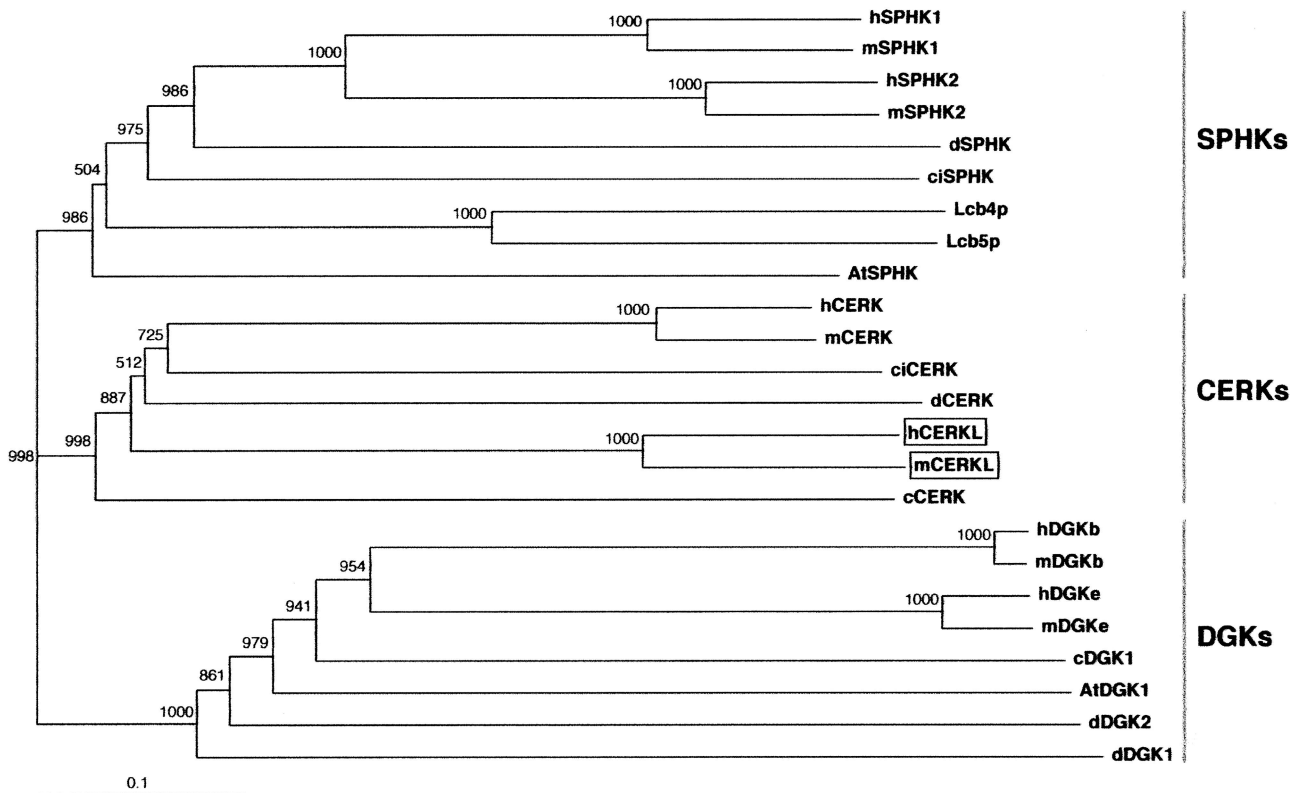 hSPHK1
1000
mSPHK1
1000
hSPHK2
1000
986
mSPHK2
975
dSPHK
SPHKs
504
ciSPHK
1000
Lcb4p
986
Lcb5p
AtSPHK
hCERK
1000
725
mCERK
512
ciCERK
CERKs
887
dCERK
hCERKL
998
1000
998
mCERKL
cCERK
hDGKb
1000
954
mDGKb
hDGKe
941
1000
mDGKe
DGKs
979
cDGK1
861
AtDGK1
1000
dDGK2
dDGK1
0.1